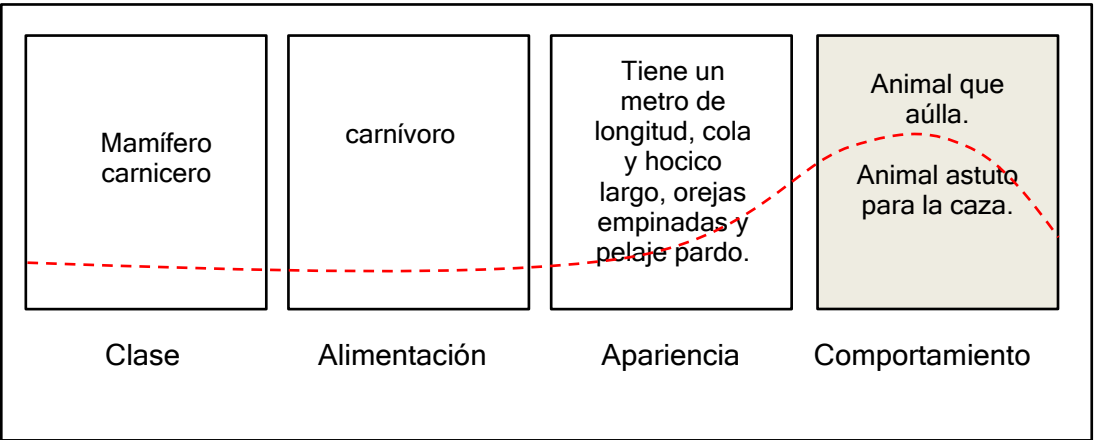 Mamífero
carnicero
carnívoro
Tiene un
metro de
longitud, cola
y hocico
largo, orejas
empinadas y
pelaje pardo.
Animal que
aúlla.
Animal astuto
para la caza.
Clase
Alimentación
Apariencia
Comportamiento